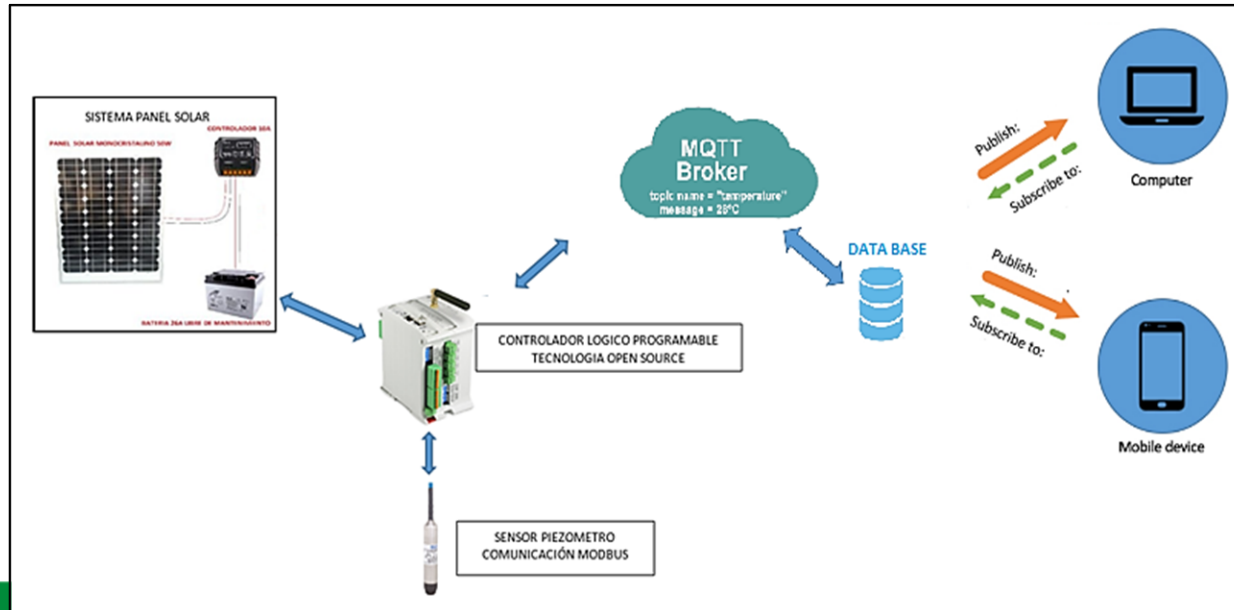 SISTEMA PANEL SOLAR
CONTROLADOR 10A
PANEL SOLAR MONOCRISTALINO 50W
BATERIA 26A LIBRE DE MANTENIMIENTO
CONTROLADOR LOGICO PROGRAMABLE
TECNOLOGIA OPEN SOURCE
SENSOR PIEZOMETRO
COMUNICACIÓN MODBUS
MQTT
Broker
topic name = "temperature"
message = 28°C
DATA BASE
Publish:
Subscribe to:
Computer
Publish:
Subscribe to:
Mobile device